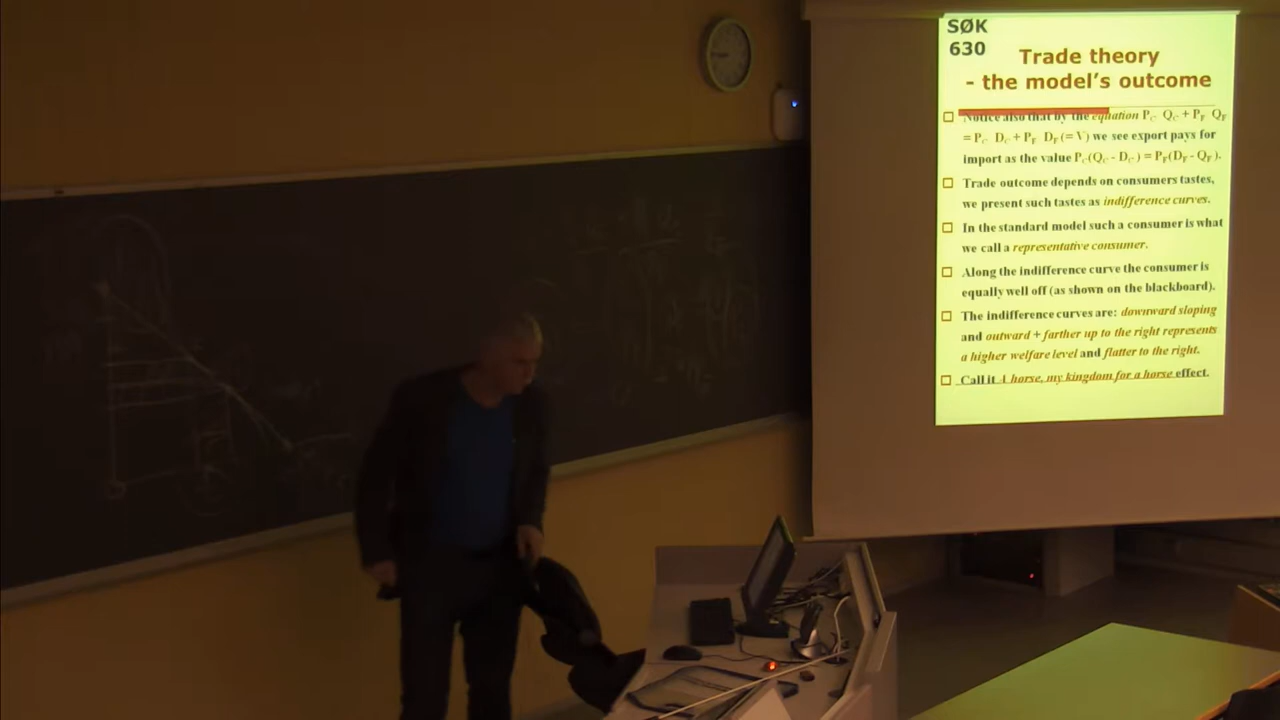 SØK
630
Trade theory
- the model's outcome
Notice also that by the equation P_C Q_C + P_F Q_F
= P_C D_C + P_F D_F (= V) we see export pays for
import as the value P_C(Q_C - D_C) = P_F(D_F - Q_F).
Trade outcome depends on consumers tastes,
we present such tastes as indifference curves.
In the standard model such a consumer is what
we call a representative consumer.
Along the indifference curve the consumer is
equally well off (as shown on the blackboard).
The indifference curves are: downward sloping
and outward + farther up to the right represents
a higher welfare level and flatter to the right.
Call it A horse, my kingdom for a horse effect.